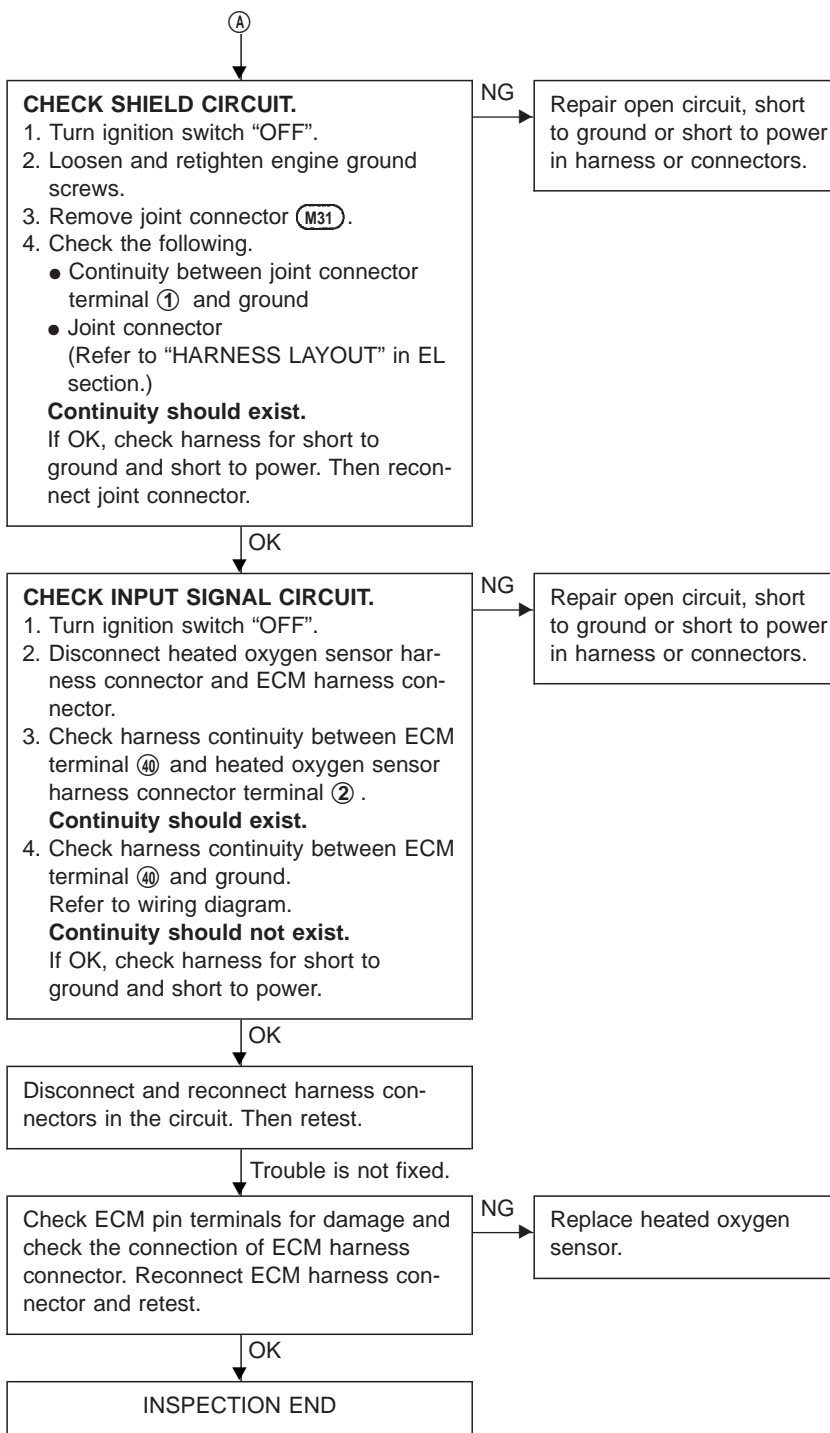 Ⓐ
CHECK SHIELD CIRCUIT.
1. Turn ignition switch “OFF”.
2. Loosen and retighten engine ground
screws.
3. Remove joint connector M31.
4. Check the following.
● Continuity between joint connector
terminal ① and ground
● Joint connector
(Refer to “HARNESS LAYOUT” in EL
section.)
Continuity should exist.
If OK, check harness for short to
ground and short to power. Then recon-
nect joint connector.
NG
Repair open circuit, short
to ground or short to power
in harness or connectors.
OK
CHECK INPUT SIGNAL CIRCUIT.
1. Turn ignition switch “OFF”.
2. Disconnect heated oxygen sensor har-
ness connector and ECM harness con-
nector.
3. Check harness continuity between ECM
terminal ㊵ and heated oxygen sensor
harness connector terminal ② .
Continuity should exist.
4. Check harness continuity between ECM
terminal ㊵ and ground.
Refer to wiring diagram.
Continuity should not exist.
If OK, check harness for short to
ground and short to power.
NG
Repair open circuit, short
to ground or short to power
in harness or connectors.
OK
Disconnect and reconnect harness con-
nectors in the circuit. Then retest.
Trouble is not fixed.
Check ECM pin terminals for damage and
check the connection of ECM harness
connector. Reconnect ECM harness con-
nector and retest.
NG
Replace heated oxygen
sensor.
OK
INSPECTION END